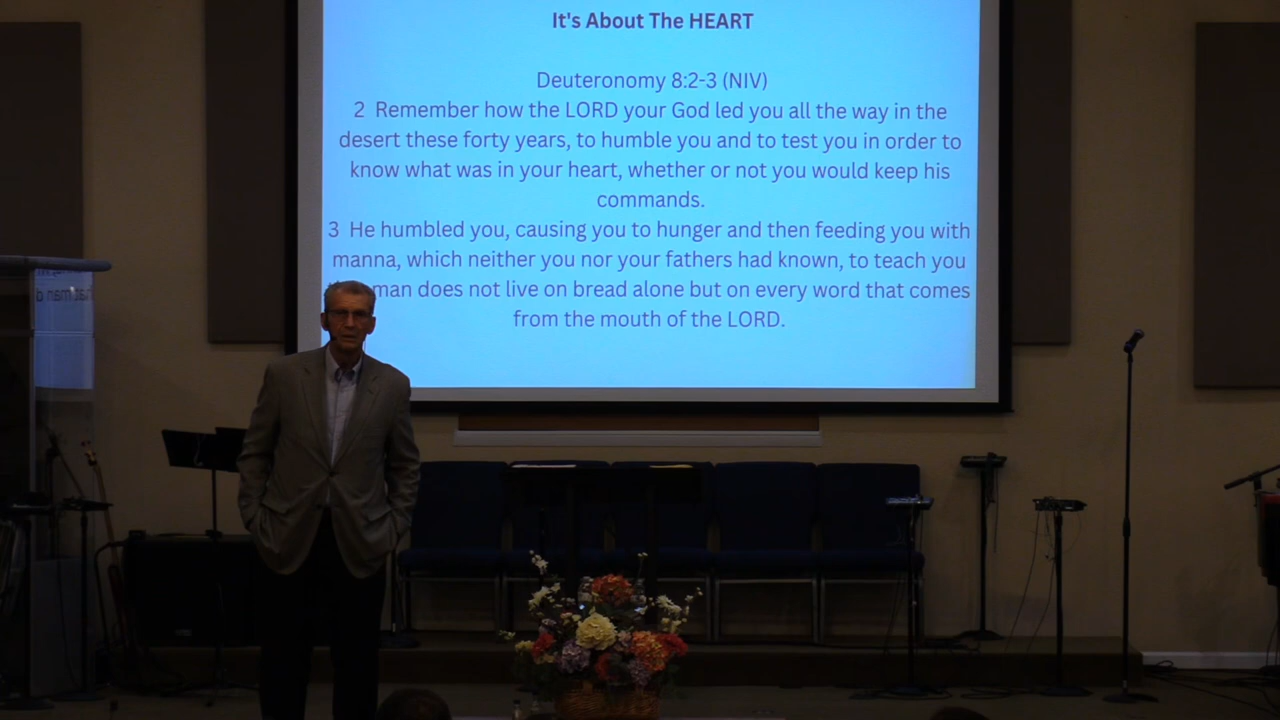 It's About The HEART
Deuteronomy 8:2-3 (NIV)
2 Remember how the LORD your God led you all the way in the
desert these forty years, to humble you and to test you in order to
know what was in your heart, whether or not you would keep his
commands.
3 He humbled you, causing you to hunger and then feeding you with
manna, which neither you nor your fathers had known, to teach you
man does not live on bread alone but on every word that comes
from the mouth of the LORD.